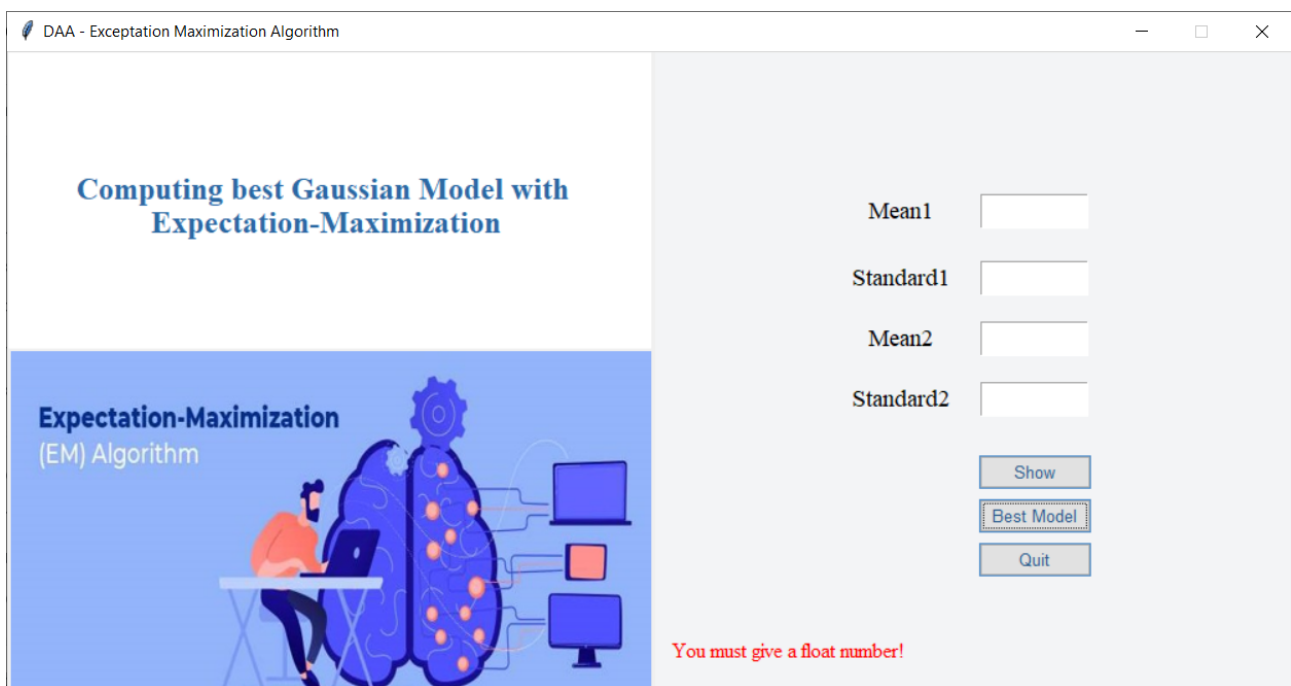 DAA - Exceptation Maximization Algorithm
Computing best Gaussian Model with
Expectation-Maximization
Expectation-Maximization
(EM) Algorithm
Mean1
Standard1
Mean2
Standard2
Show
Best Model
Quit
You must give a float number!